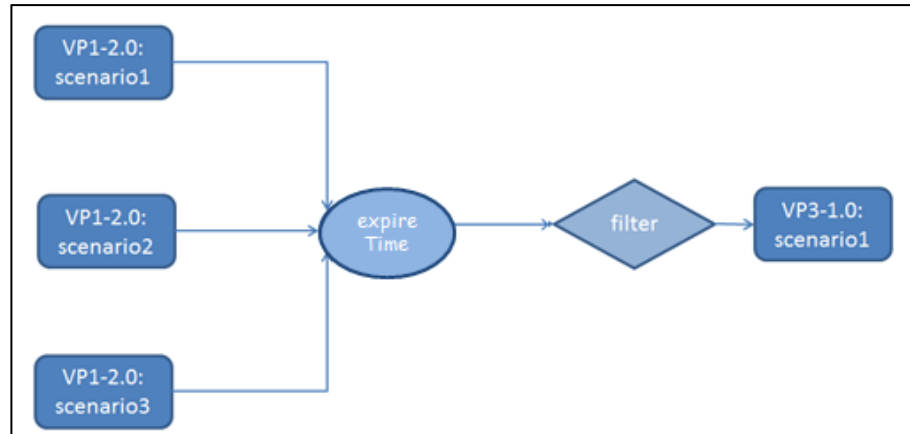 VP1-2.0:
scenario1
VP1-2.0:
scenario2
VP1-2.0:
scenario3
expire
Time
filter
VP3-1.0:
scenario1